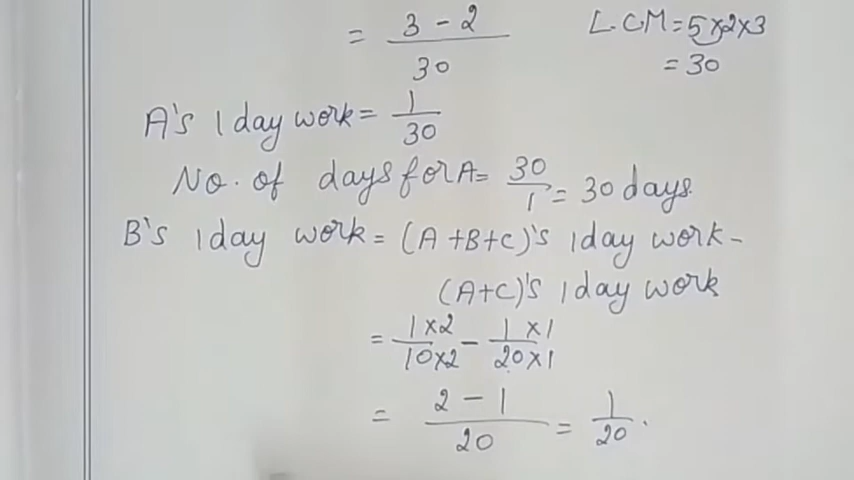 = 3 - 2 / 30
L.CM = 5×2×3
= 30
A's 1 day work = 1/30
No. of days for A = 30/1 = 30 days.
B's 1 day work = (A+B+C)'s 1 day work -
(A+C)'s 1 day work
= 1×2/10×2 - 1×1/20×1
= 2 - 1 / 20 = 1/20.